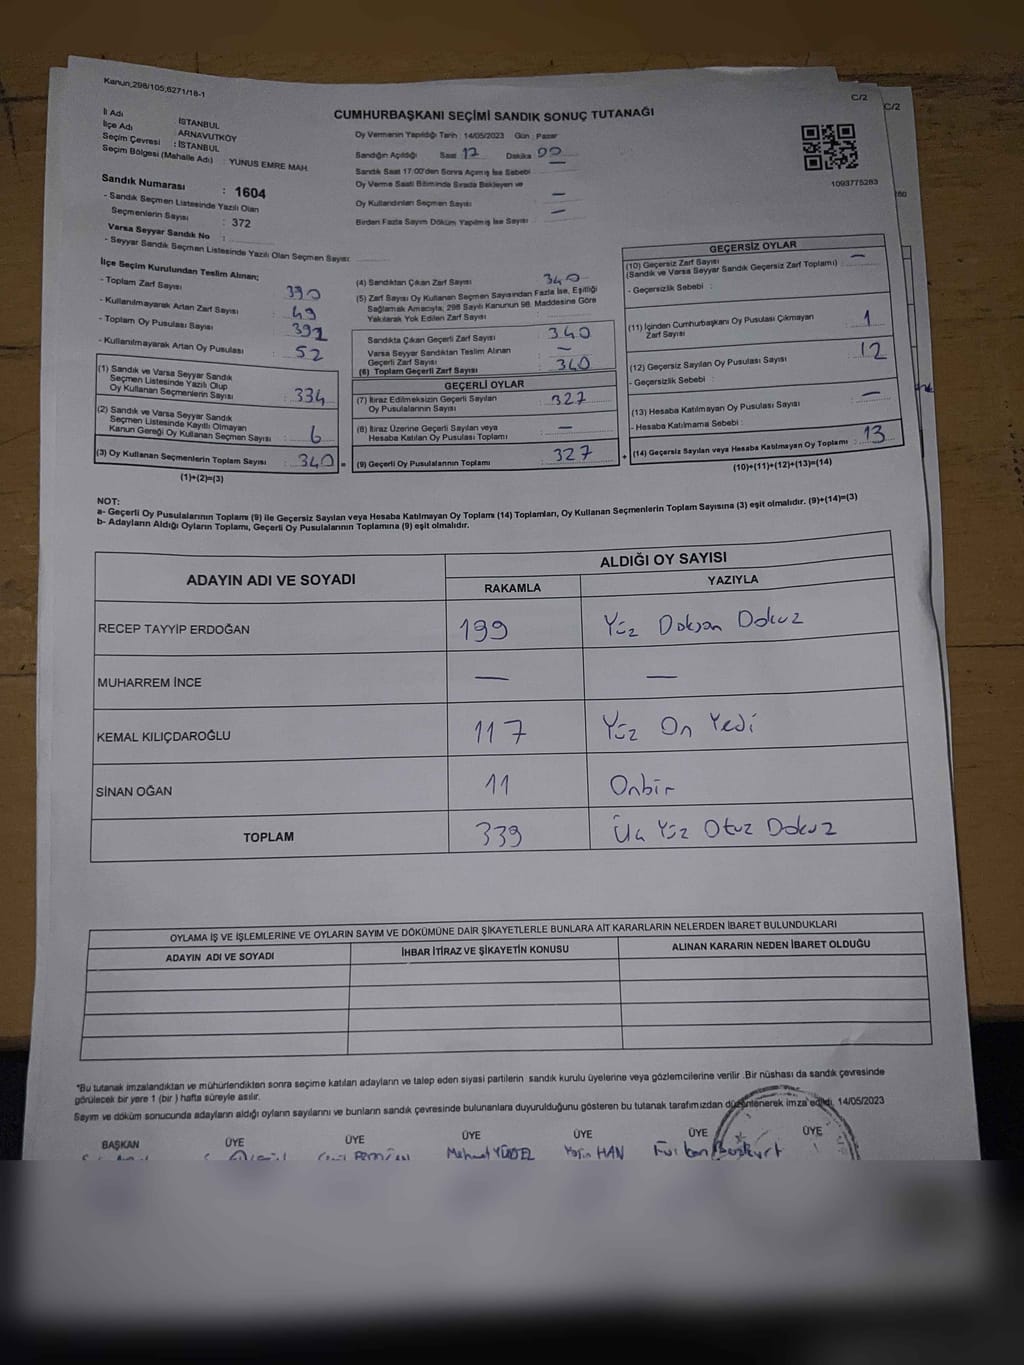 Kanun;298/105,6271/18-1
C/2
C/2
CUMHURBAŞKANI SEÇİMİ SANDIK SONUÇ TUTANAĞI
İl Adı : İSTANBUL
İlçe Adı : ARNAVUTKÖY
Seçim Çevresi : İSTANBUL
Seçim Bölgesi (Mahalle Adı) : YUNUS EMRE MAH.
Sandık Numarası : 1604
- Sandık Seçmen Listesinde Yazılı Olan
Seçmenlerin Sayısı : 372
Varsa Seyyar Sandık No :
- Seyyar Sandık Seçmen Listesinde Yazılı Olan Seçmen Sayısı:
Oy Vermenin Yapıldığı Tarih : 14/05/2023 Gün : Pazar
Sandığın Açıldığı Saat 17 Dakika 00
Sandık Saat 17:00'den Sonra Açılmış İse Sebebi
Oy Verme Saati Bitiminde Sırada Bekleyen ve
Oy Kullandırılan Seçmen Sayısı —
Birden Fazla Sayım Döküm Yapılmış İse Sayısı —
1093775283
İlçe Seçim Kurulundan Teslim Alınan;
- Toplam Zarf Sayısı : 390
- Kullanılmayarak Artan Zarf Sayısı : 49
- Toplam Oy Pusulası Sayısı : 392
- Kullanılmayarak Artan Oy Pusulası : 52
(1) Sandık ve Varsa Seyyar Sandık
Seçmen Listesinde Yazılı Olup
Oy Kullanan Seçmenlerin Sayısı : 334
(2) Sandık ve Varsa Seyyar Sandık
Seçmen Listesinde Kayıtlı Olmayan
Kanun Gereği Oy Kullanan Seçmen Sayısı : 6
(3) Oy Kullanan Seçmenlerin Toplam Sayısı : 340 =
(1)+(2)=(3)
(4) Sandıktan Çıkan Zarf Sayısı : 340
(5) Zarf Sayısı Oy Kullanan Seçmen Sayısından Fazla İse, Eşitliği
Sağlamak Amacıyla; 298 Sayılı Kanunun 98. Maddesine Göre
Yakılarak Yok Edilen Zarf Sayısı :
Sandıkta Çıkan Geçerli Zarf Sayısı : 340
Varsa Seyyar Sandıktan Teslim Alınan
Geçerli Zarf Sayısı : —
(6) Toplam Geçerli Zarf Sayısı : 340
GEÇERLİ OYLAR
(7) İtiraz Edilmeksizin Geçerli Sayılan
Oy Pusulalarının Sayısı : 327
(8) İtiraz Üzerine Geçerli Sayılan veya
Hesaba Katılan Oy Pusulası Toplamı : —
(9) Geçerli Oy Pusulalarının Toplamı : 327 +
GEÇERSİZ OYLAR
(10) Geçersiz Zarf Sayısı : —
(Sandık ve Varsa Seyyar Sandık Geçersiz Zarf Toplamı)
- Geçersizlik Sebebi :
(11) İçinden Cumhurbaşkanı Oy Pusulası Çıkmayan
Zarf Sayısı : 1
(12) Geçersiz Sayılan Oy Pusulası Sayısı : 12
- Geçersizlik Sebebi :
(13) Hesaba Katılmayan Oy Pusulası Sayısı : —
- Hesaba Katılmama Sebebi :
(14) Geçersiz Sayılan veya Hesaba Katılmayan Oy Toplamı : 13
(10)+(11)+(12)+(13)=(14)
NOT:
a- Geçerli Oy Pusulalarının Toplamı (9) ile Geçersiz Sayılan veya Hesaba Katılmayan Oy Toplamı (14) Toplamları, Oy Kullanan Seçmenlerin Toplam Sayısına (3) eşit olmalıdır. (9)+(14)=(3)
b- Adayların Aldığı Oyların Toplamı, Geçerli Oy Pusulalarının Toplamına (9) eşit olmalıdır.
ADAYIN ADI VE SOYADI
ALDIĞI OY SAYISI
RAKAMLA YAZIYLA
RECEP TAYYİP ERDOĞAN 199 Yüz Doksan Dokuz
MUHARREM İNCE — —
KEMAL KILIÇDAROĞLU 117 Yüz On Yedi
SİNAN OĞAN 11 Onbir
TOPLAM 339 Üç Yüz Otuz Dokuz
OYLAMA İŞ VE İŞLEMLERİNE VE OYLARIN SAYIM VE DÖKÜMÜNE DAİR ŞİKAYETLERLE BUNLARA AİT KARARLARIN NELERDEN İBARET BULUNDUKLARI
ADAYIN ADI VE SOYADI İHBAR İTİRAZ VE ŞİKAYETİN KONUSU ALINAN KARARIN NEDEN İBARET OLDUĞU
*Bu tutanak imzalandıktan ve mühürlendikten sonra seçime katılan adayların ve talep eden siyasi partilerin sandık kurulu üyelerine veya gözlemcilerine verilir .Bir nüshası da sandık çevresinde
görülecek bir yere 1 (bir ) hafta süreyle asılır.
Sayım ve döküm sonucunda adayların aldığı oyların sayılarını ve bunların sandık çevresinde bulunanlara duyurulduğunu gösteren bu tutanak tarafımızdan düzenlenerek imza edildi. 14/05/2023
BAŞKAN ÜYE ÜYE ÜYE ÜYE ÜYE ÜYE
Mehmet YÜDEL Yasin HAN Furkan Bozkurt